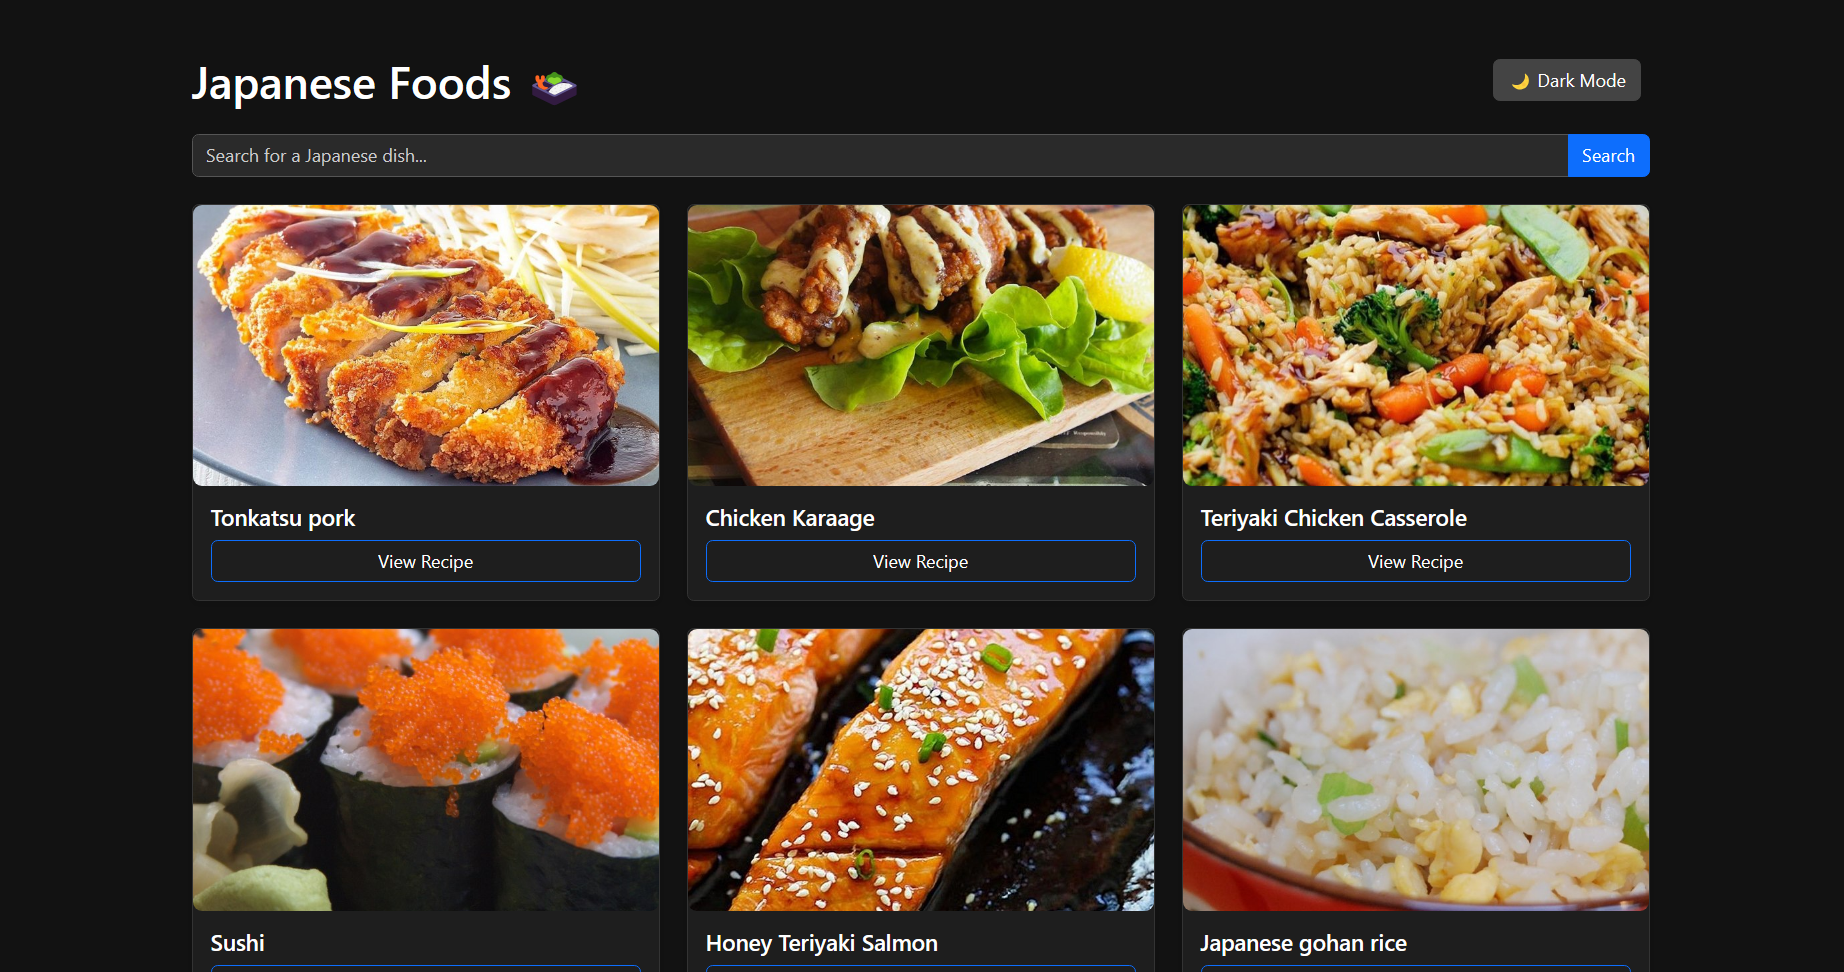 Japanese Foods
🌙 Dark Mode
Search for a Japanese dish...
Search
Tonkatsu pork
Chicken Karaage
Teriyaki Chicken Casserole
View Recipe
View Recipe
View Recipe
Sushi
Honey Teriyaki Salmon
Japanese gohan rice